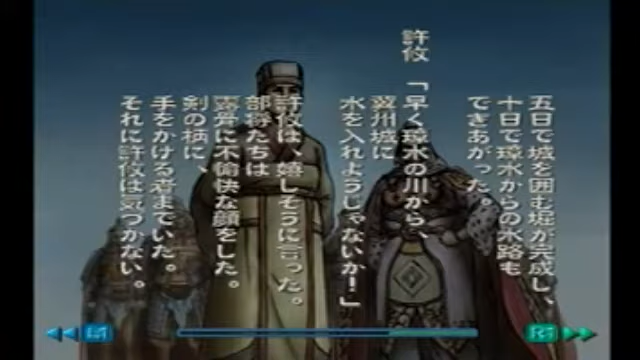 五日で城を囲む堀が完成し、
十日で璋水からの水路も
できあがった。
許攸「早く璋水の川から、
冀州城に
水を入れようじゃないか！」
許攸は、嬉しそうに言った。
部将たちは
露骨に不愉快な顔をした。
剣の柄に、
手をかける者までいた。
それに許攸は気づかない。
L1
R1